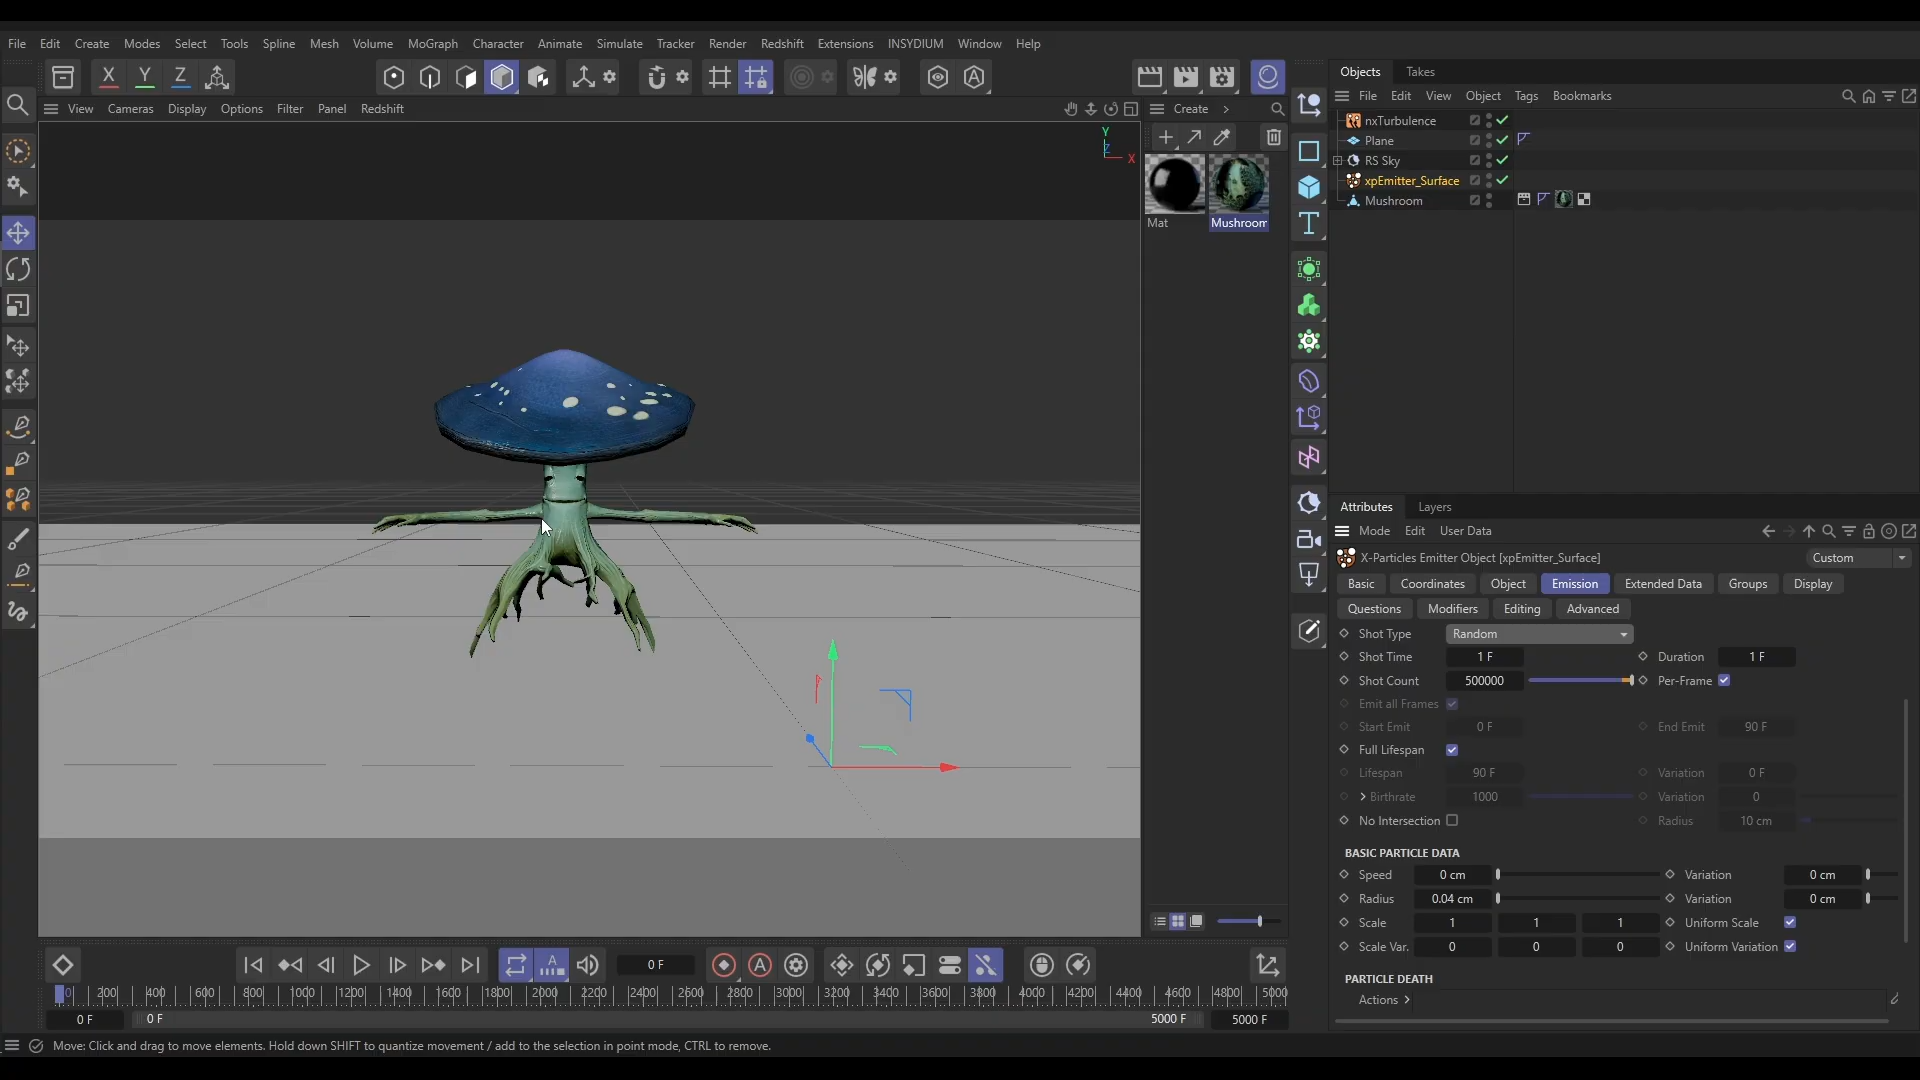 File Edit Create Modes Select Tools Spline Mesh Volume MoGraph Character Animate Simulate Tracker Render Redshift Extensions INSYDIUM Window Help
X Y Z
View Cameras Display Options Filter Panel Redshift
Create
Y
Z
X
Mat Mushroom
Objects Takes
File Edit View Object Tags Bookmarks
nxTurbulence
Plane
RS Sky
xpEmitter_Surface
Mushroom
Attributes Layers
Mode Edit User Data
X-Particles Emitter Object [xpEmitter_Surface] Custom
Basic Coordinates Object Emission Extended Data Groups Display
Questions Modifiers Editing Advanced
Shot Type Random
Shot Time 1 F Duration 1 F
Shot Count 500000 Per-Frame
Emit all Frames
Start Emit 0 F End Emit 90 F
Full Lifespan
Lifespan 90 F Variation 0 F
Birthrate 1000 Variation 0
No Intersection Radius 10 cm
BASIC PARTICLE DATA
Speed 0 cm Variation 0 cm
Radius 0.04 cm Variation 0 cm
Scale 1 1 1 Uniform Scale
Scale Var. 0 0 0 Uniform Variation
PARTICLE DEATH
Actions
0 F
0 200 400 600 800 1000 1200 1400 1600 1800 2000 2200 2400 2600 2800 3000 3200 3400 3600 3800 4000 4200 4400 4600 4800 5000
0 F 0 F 5000 F 5000 F
Move: Click and drag to move elements. Hold down SHIFT to quantize movement / add to the selection in point mode, CTRL to remove.